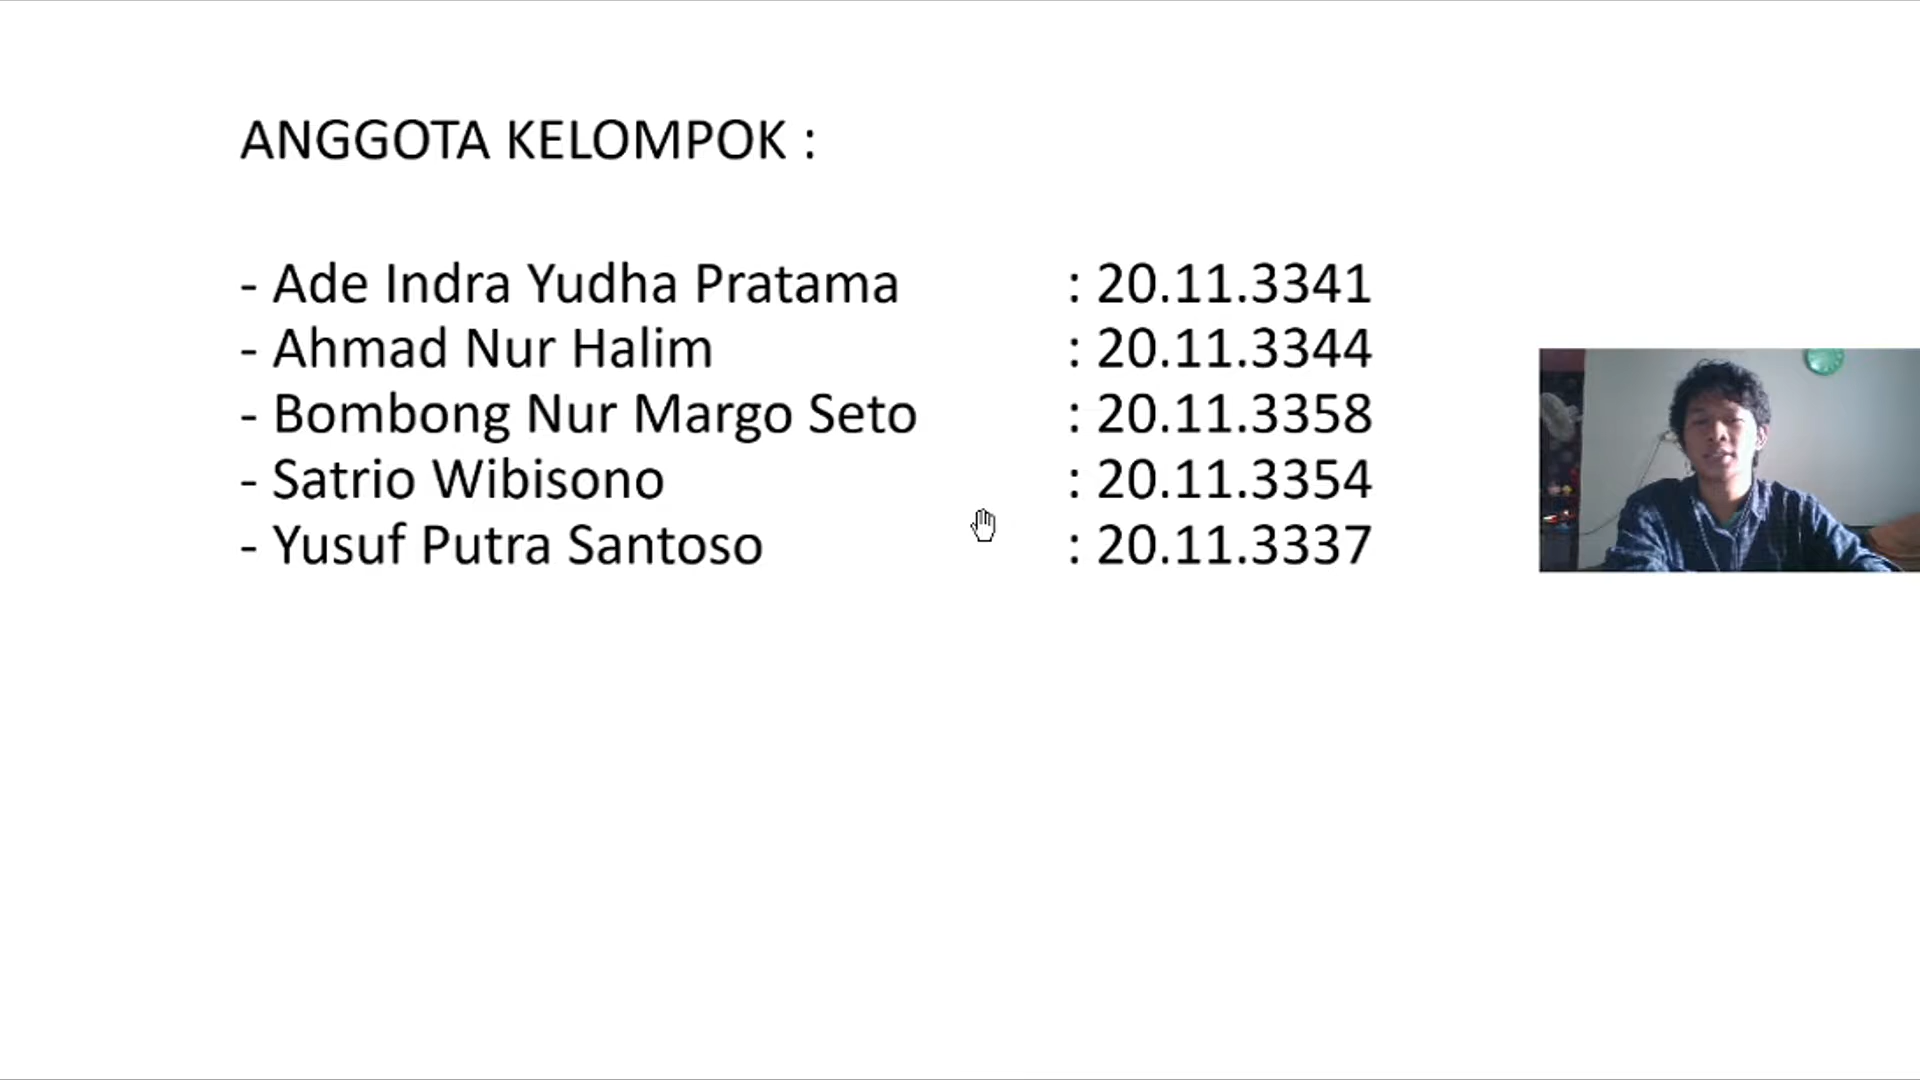 ANGGOTA KELOMPOK :
- Ade Indra Yudha Pratama : 20.11.3341
- Ahmad Nur Halim : 20.11.3344
- Bombong Nur Margo Seto : 20.11.3358
- Satrio Wibisono : 20.11.3354
- Yusuf Putra Santoso : 20.11.3337